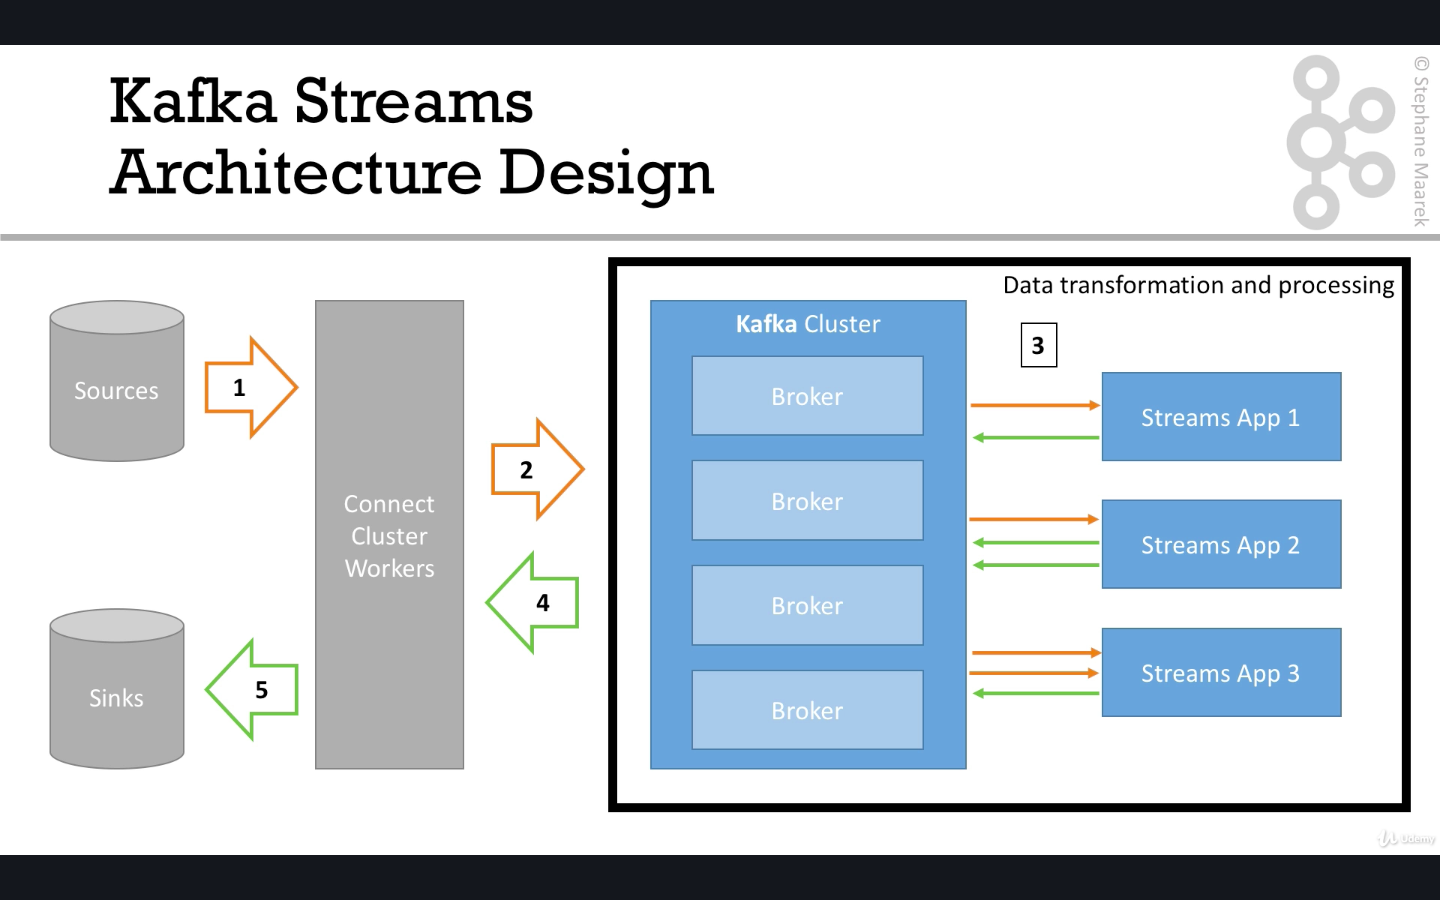 Kafka Streams
Architecture Design
© Stephane Maarek
Sources
1
Connect
Cluster
Workers
2
4
Sinks
5
Data transformation and processing
Kafka Cluster
Broker
Broker
Broker
Broker
3
Streams App 1
Streams App 2
Streams App 3
Udemy